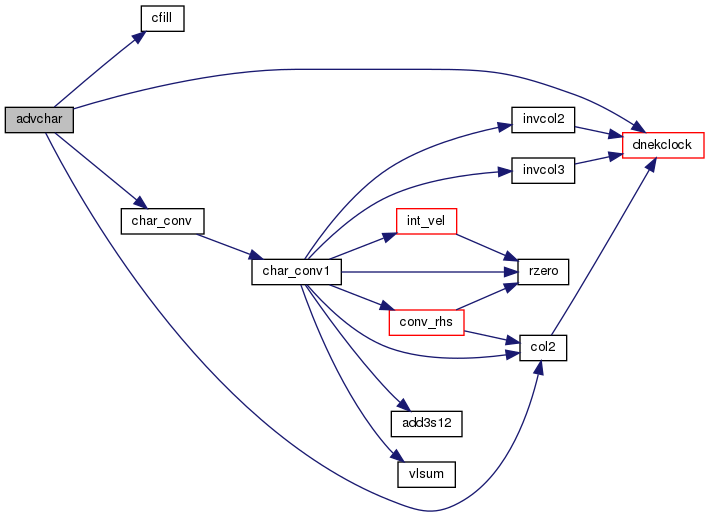 cfill
advchar
invcol2
dnekclock
invcol3
char_conv
int_vel
char_conv1
rzero
conv_rhs
col2
add3s12
vlsum